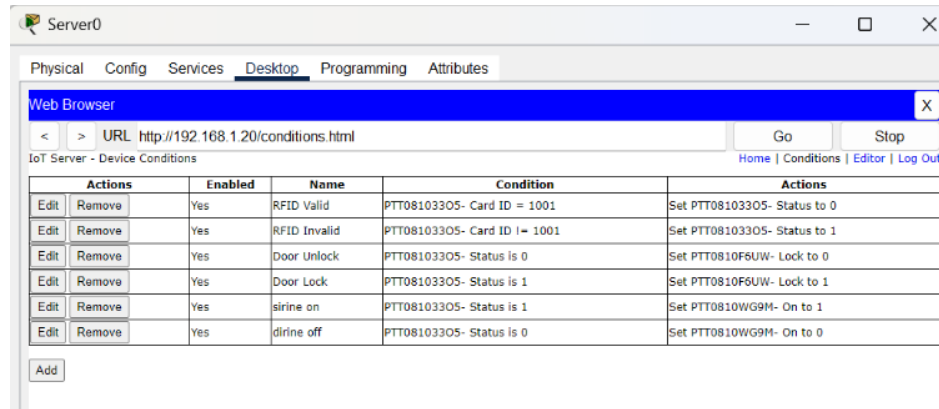 Server0
Physical Config Services Desktop Programming Attributes
Web Browser X
< > URL http://192.168.1.20/conditions.html Go Stop
IoT Server - Device Conditions Home | Conditions | Editor | Log Out
Actions Enabled Name Condition Actions
Edit Remove Yes RFID Valid PTT081033O5- Card ID = 1001 Set PTT081033O5- Status to 0
Edit Remove Yes RFID Invalid PTT081033O5- Card ID != 1001 Set PTT081033O5- Status to 1
Edit Remove Yes Door Unlock PTT081033O5- Status is 0 Set PTT0810F6UW- Lock to 0
Edit Remove Yes Door Lock PTT081033O5- Status is 1 Set PTT0810F6UW- Lock to 1
Edit Remove Yes sirine on PTT081033O5- Status is 1 Set PTT0810WG9M- On to 1
Edit Remove Yes dirine off PTT081033O5- Status is 0 Set PTT0810WG9M- On to 0
Add